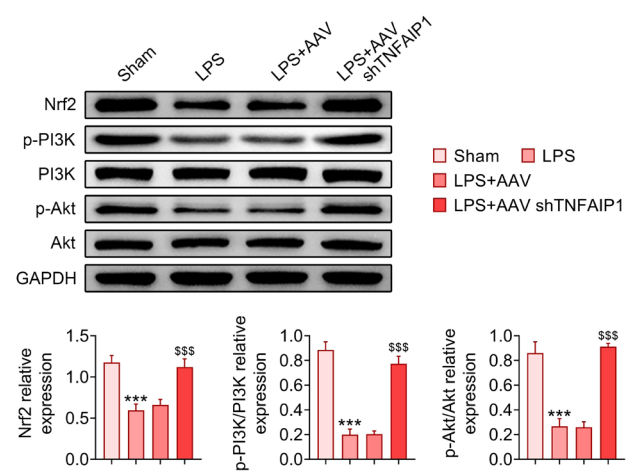 Sham
LPS
LPS+AAV
LPS+AAV
shTNFAIP1
Nrf2
p-PI3K
PI3K
p-Akt
Akt
GAPDH
Sham LPS
LPS+AAV
LPS+AAV shTNFAIP1
Nrf2 relative
expression
1.5
1.0
0.5
0.0
***
$$$
p-PI3K/PI3K relative
expression
1.0
0.8
0.6
0.4
0.2
0.0
***
$$$
p-Akt/Akt relative
expression
1.0
0.8
0.6
0.4
0.2
0.0
***
$$$